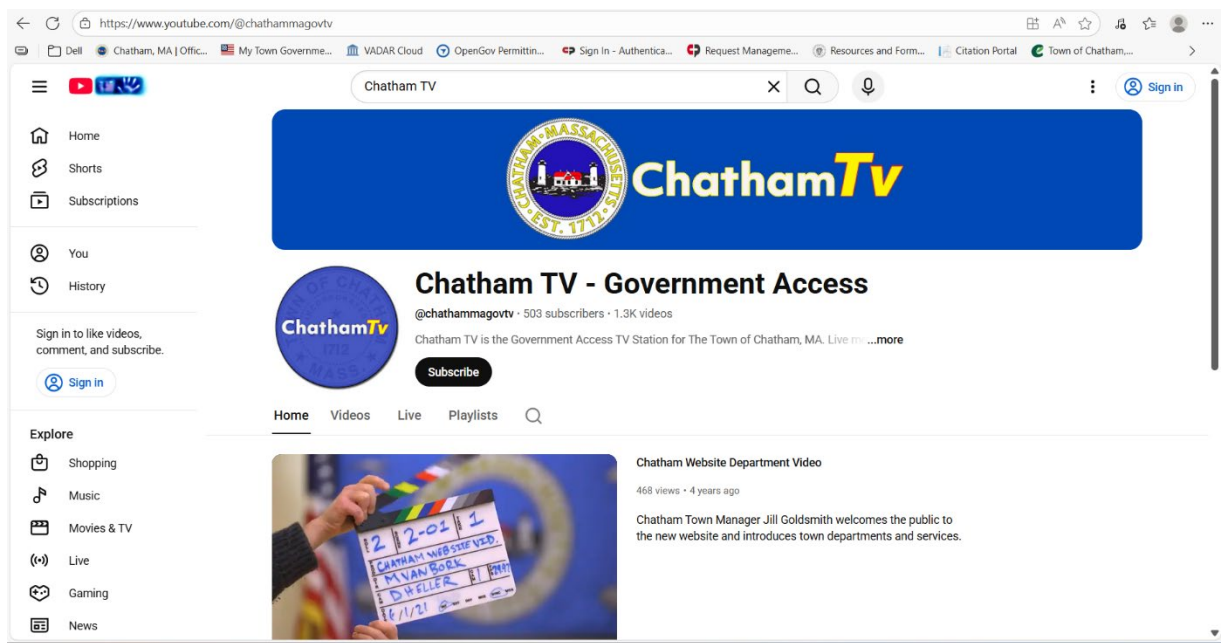 https://www.youtube.com/@chathammagovtv
Dell
Chatham, MA | Offic...
My Town Governme...
VADAR Cloud
OpenGov Permittin...
Sign In - Authentica...
Request Manageme...
Resources and Form...
Citation Portal
Town of Chatham,...
Chatham TV
Sign in
CHATHAM · MASSACHUSETTS
EST. 1712
ChathamTv
Home
Shorts
Subscriptions
You
History
Sign in to like videos,
comment, and subscribe.
Sign in
Explore
Shopping
Music
Movies & TV
Live
Gaming
News
TOWN OF CHATHAM
ChathamTv
1712
MASS.
Chatham TV - Government Access
@chathammagovtv · 503 subscribers · 1.3K videos
Chatham TV is the Government Access TV Station for The Town of Chatham, MA. Live ...more
Subscribe
Home Videos Live Playlists
2 2-01 1
CHATHAM WEBSITE VID.
M VAN BORK
D HELLER
6/1/21
Chatham Website Department Video
468 views • 4 years ago
Chatham Town Manager Jill Goldsmith welcomes the public to
the new website and introduces town departments and services.